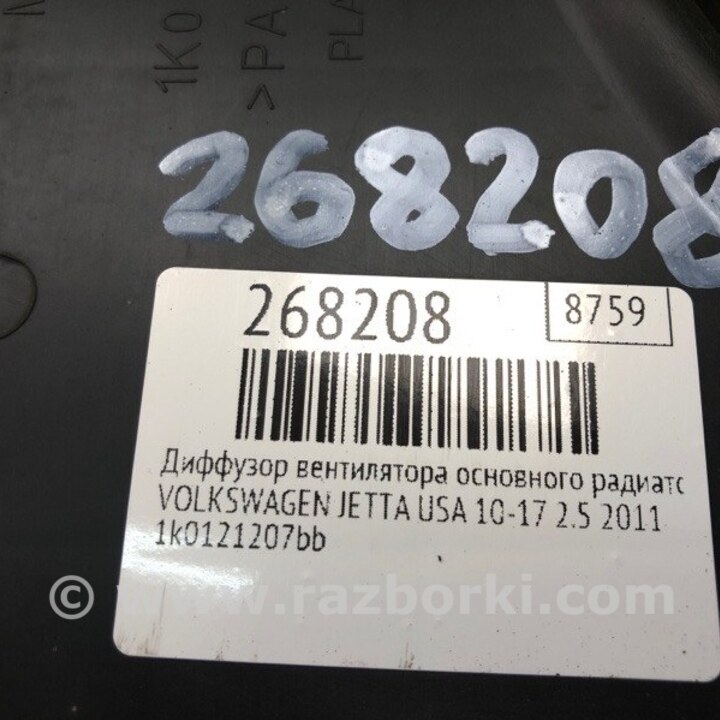 1K0
>PA
PLA
268208
268208
8759
Диффузор вентилятора основного радиато
VOLKSWAGEN JETTA USA 10-17 2.5 2011
1k0121207bb
© www.razborki.com